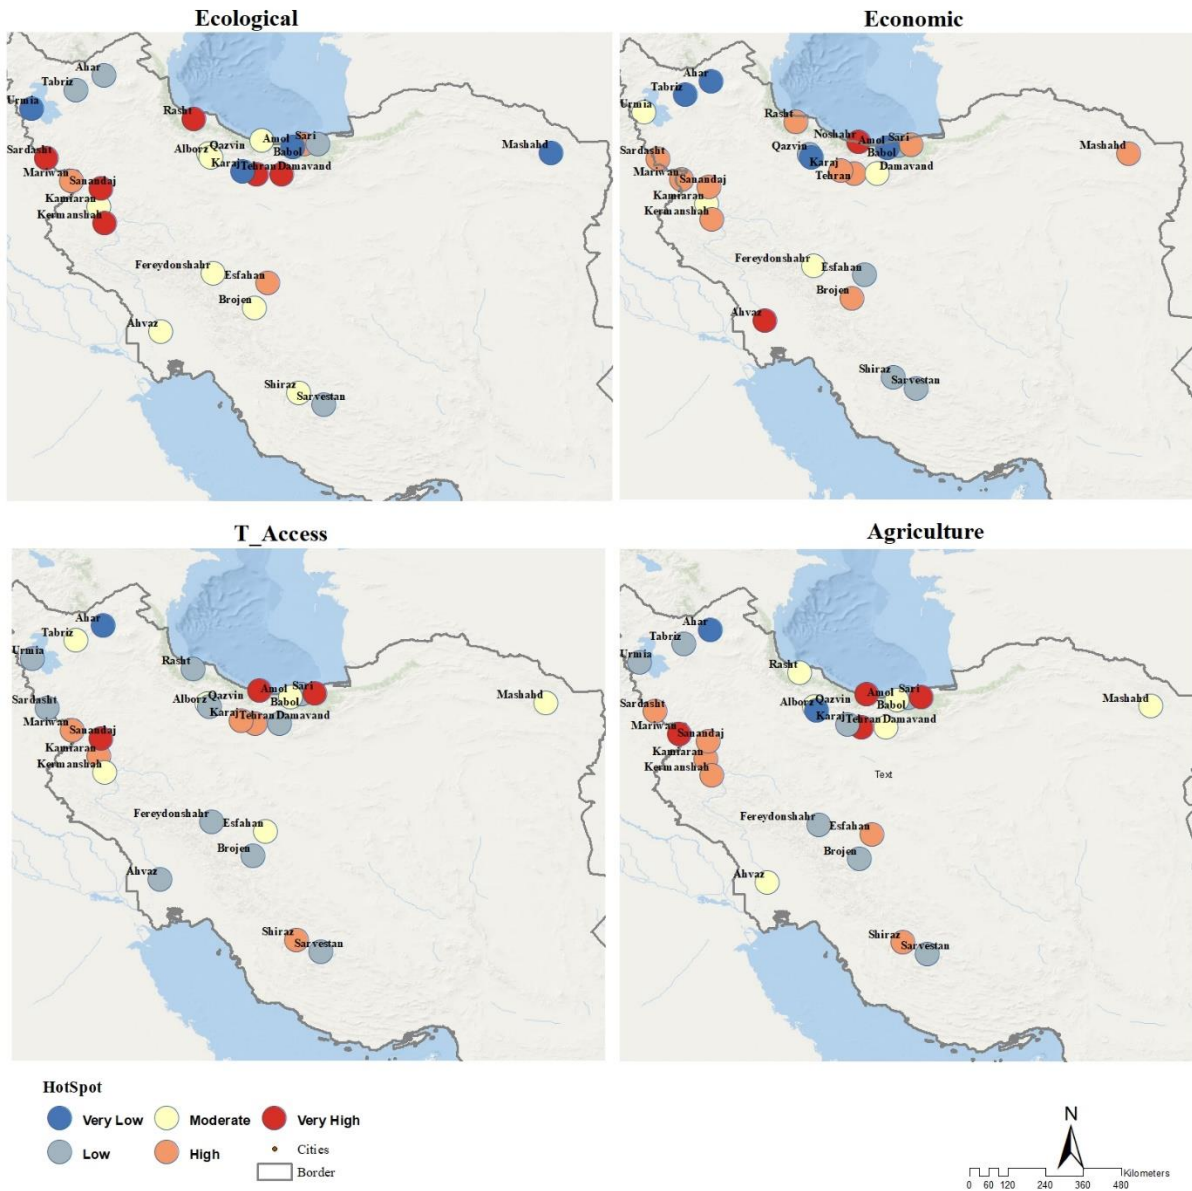 Ecological
Economic
Ahar
Tabriz
Urmia
Rasht
Amol
Sari
Qazvin
Alborz
Babol
Karaj
Tehran
Damavand
Mashahd
Sardasht
Mariwan
Sanandaj
Kamiaran
Kermanshah
Fereydonshahr
Esfahan
Brojen
Ahvaz
Shiraz
Sarvestan
Ahar
Tabriz
Urmia
Rasht
Noshahr
Amol
Sari
Qazvin
Babol
Karaj
Tehran
Damavand
Mashahd
Sardasht
Mariwan
Sanandaj
Kamiaran
Kermanshah
Fereydonshahr
Esfahan
Brojen
Ahvaz
Shiraz
Sarvestan
T_Access
Agriculture
Ahar
Tabriz
Urmia
Rasht
Amol
Sari
Alborz
Qazvin
Babol
Karaj
Tehran
Damavand
Mashahd
Sardasht
Mariwan
Sanandaj
Kamiaran
Kermanshah
Fereydonshahr
Esfahan
Brojen
Ahvaz
Shiraz
Sarvestan
Ahar
Tabriz
Urmia
Rasht
Amol
Sari
Alborz
Qazvin
Babol
Karaj
Tehran
Damavand
Mashahd
Sardasht
Mariwan
Sanandaj
Kamiaran
Kermanshah
Text
Fereydonshahr
Esfahan
Brojen
Ahvaz
Shiraz
Sarvestan
HotSpot
Very Low
Moderate
Very High
Low
High
Cities
Border
N
Kilometers
0 60 120 240 360 480